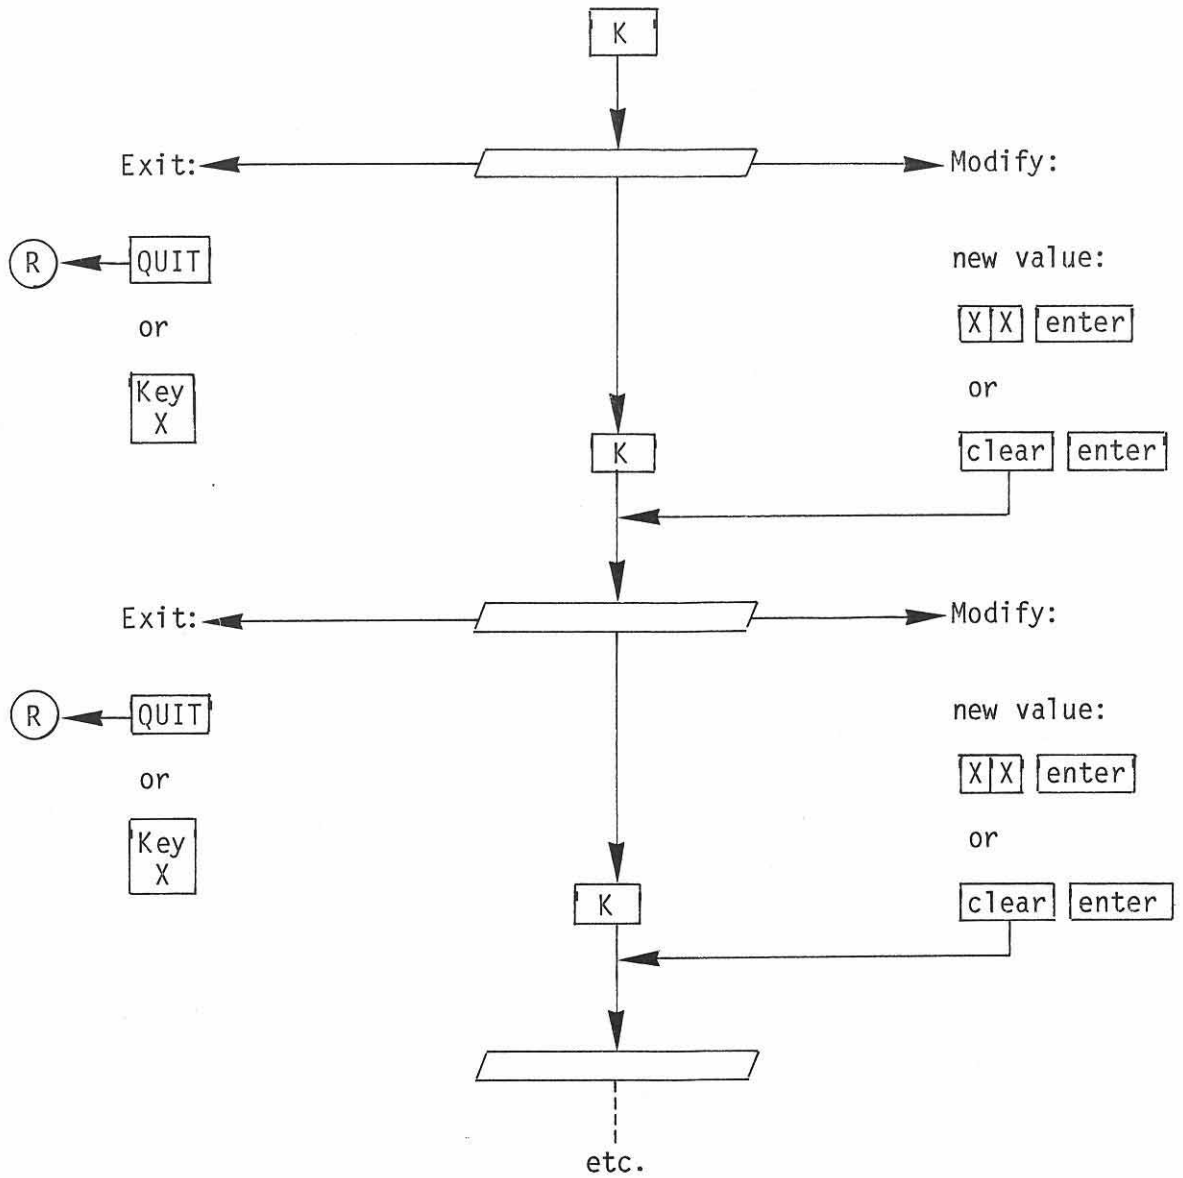 K
Exit:
Modify:
R QUIT
new value:
or
X X enter
Key
X
or
K
clear enter
Exit:
Modify:
R QUIT
new value:
or
X X enter
Key
X
or
K
clear enter
etc.